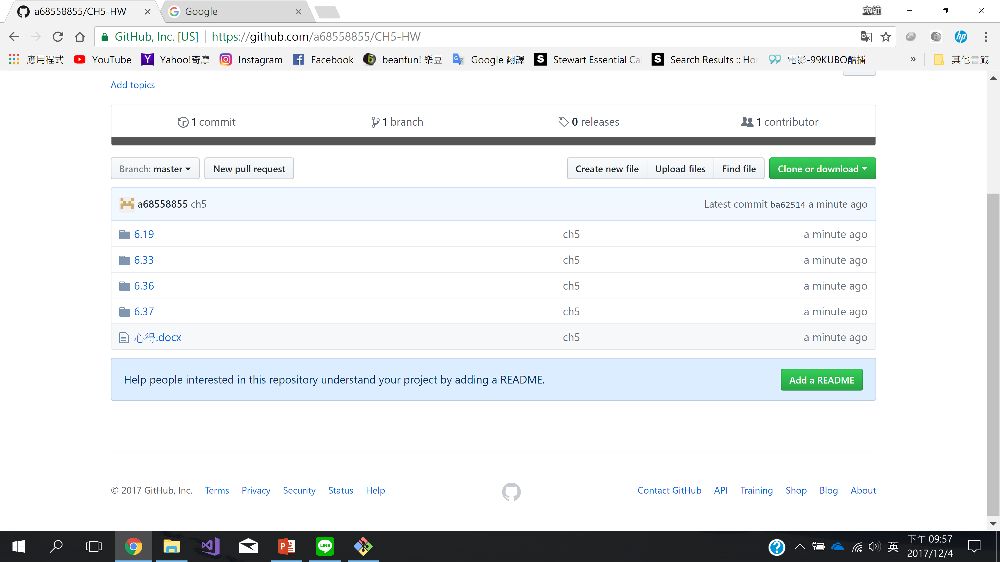 a68558855/CH5-HW
Google
立維
GitHub, Inc. [US] https://github.com/a68558855/CH5-HW
應用程式 YouTube Yahoo!奇摩 Instagram Facebook beanfun! 樂豆 Google 翻譯 Stewart Essential Ca Search Results :: Hor 電影-99KUBO酷播 » 其他書籤
Add topics
1 commit 1 branch 0 releases 1 contributor
Branch: master New pull request Create new file Upload files Find file Clone or download
a68558855 ch5 Latest commit ba62514 a minute ago
6.19 ch5 a minute ago
6.33 ch5 a minute ago
6.36 ch5 a minute ago
6.37 ch5 a minute ago
心得.docx ch5 a minute ago
Help people interested in this repository understand your project by adding a README. Add a README
© 2017 GitHub, Inc. Terms Privacy Security Status Help Contact GitHub API Training Shop Blog About
英 下午 09:57
2017/12/4